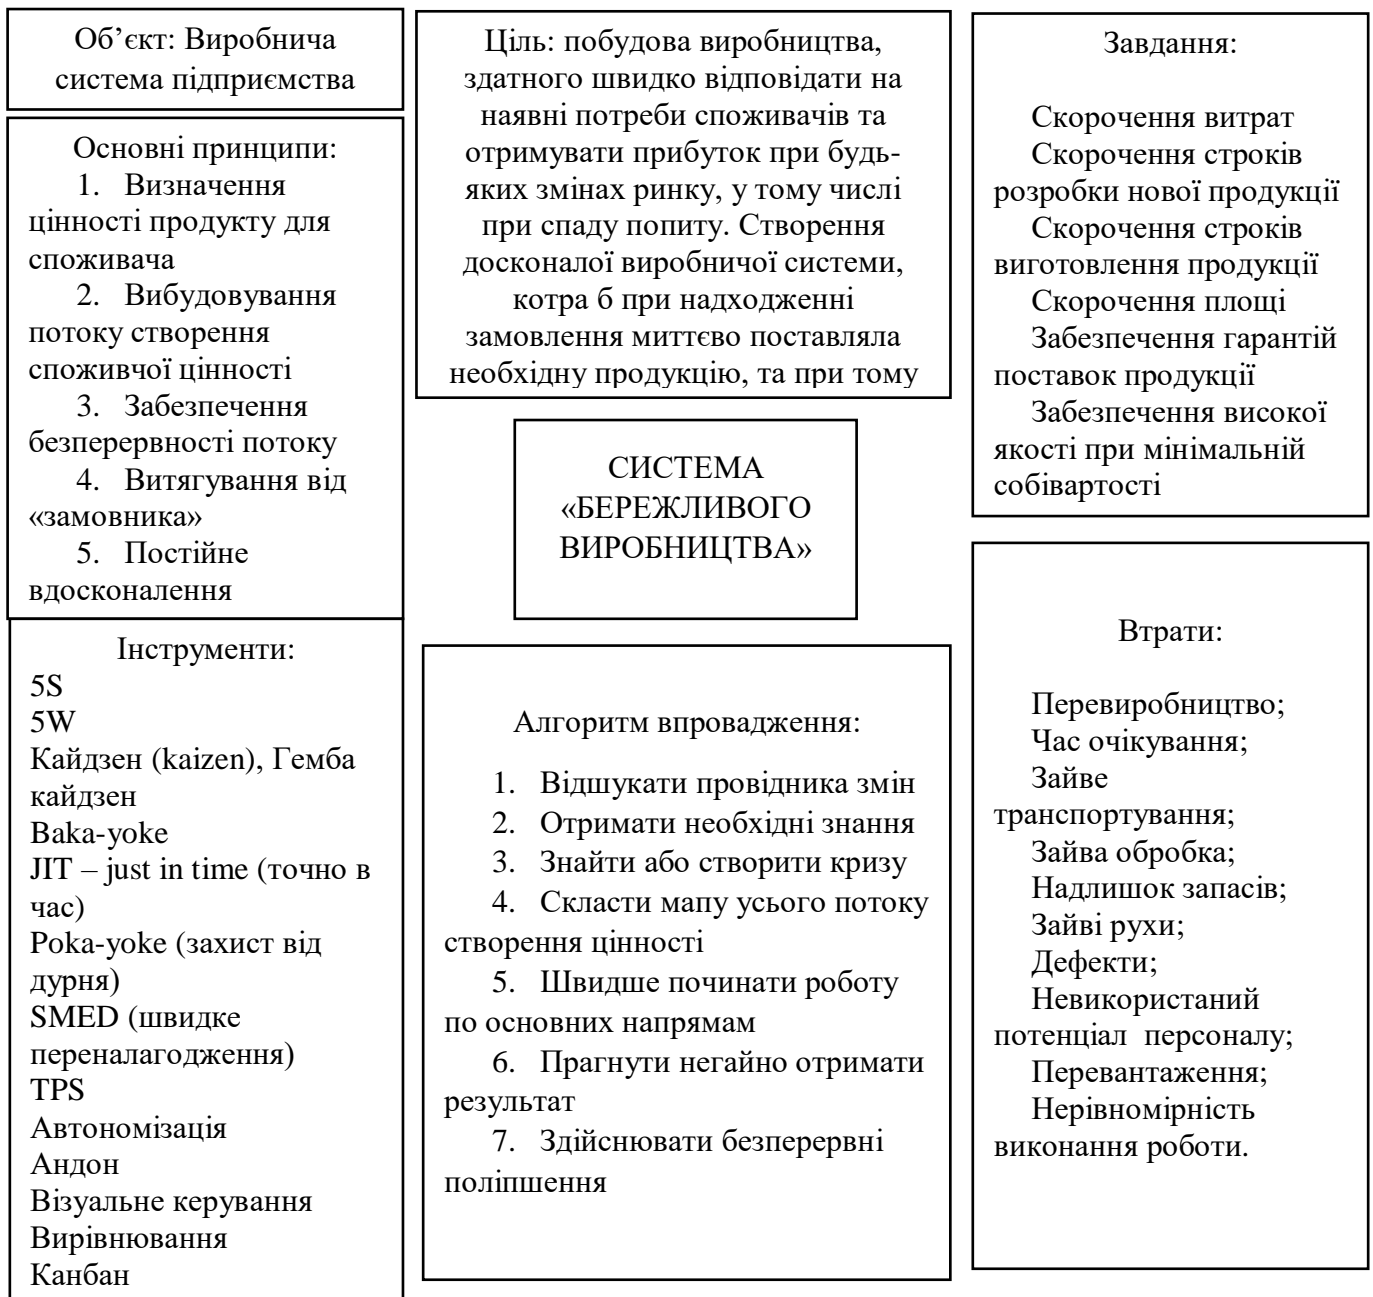 Об’єкт: Виробнича
система підприємства
Основні принципи:
1. Визначення
цінності продукту для
споживача
2. Вибудовування
потоку створення
споживчої цінності
3. Забезпечення
безперервності потоку
4. Витягування від
«замовника»
5. Постійне
вдосконалення
Інструменти:
5S
5W
Кайдзен (kaizen), Гемба
кайдзен
Baka-yoke
JIT – just in time (точно в
час)
Poka-yoke (захист від
дурня)
SMED (швидке
переналагодження)
TPS
Автономізація
Андон
Візуальне керування
Вирівнювання
Канбан
Ціль: побудова виробництва,
здатного швидко відповідати на
наявні потреби споживачів та
отримувати прибуток при будь-
яких змінах ринку, у тому числі
при спаду попиту. Створення
досконалої виробничої системи,
котра б при надходженні
замовлення миттєво поставляла
необхідну продукцію, та при тому
СИСТЕМА
«БЕРЕЖЛИВОГО
ВИРОБНИЦТВА»
Алгоритм впровадження:
1. Відшукати провідника змін
2. Отримати необхідні знання
3. Знайти або створити кризу
4. Скласти мапу усього потоку
створення цінності
5. Швидше починати роботу
по основних напрямам
6. Прагнути негайно отримати
результат
7. Здійснювати безперервні
поліпшення
Завдання:
Скорочення витрат
Скорочення строків
розробки нової продукції
Скорочення строків
виготовлення продукції
Скорочення площі
Забезпечення гарантій
поставок продукції
Забезпечення високої
якості при мінімальній
собівартості
Втрати:
Перевиробництво;
Час очікування;
Зайве
транспортування;
Зайва обробка;
Надлишок запасів;
Зайві рухи;
Дефекти;
Невикористаний
потенціал персоналу;
Перевантаження;
Нерівномірність
виконання роботи.